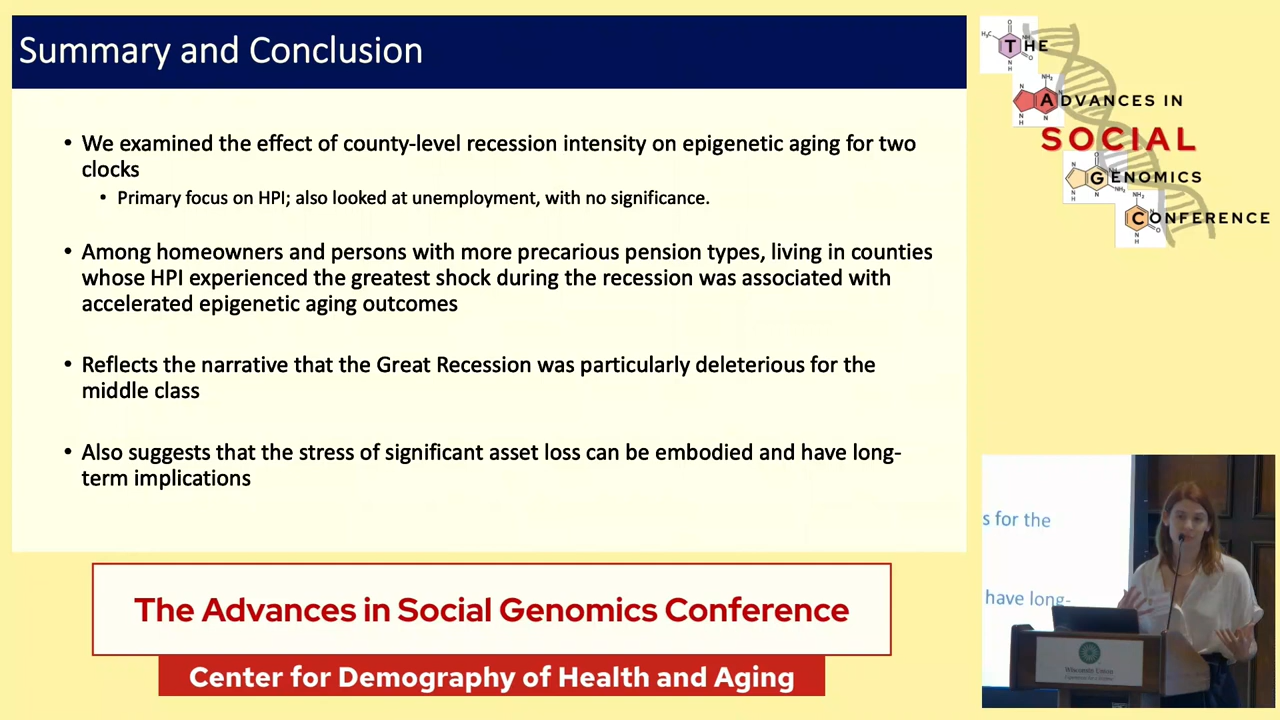 Summary and Conclusion
• We examined the effect of county-level recession intensity on epigenetic aging for two
clocks
• Primary focus on HPI; also looked at unemployment, with no significance.
• Among homeowners and persons with more precarious pension types, living in counties
whose HPI experienced the greatest shock during the recession was associated with
accelerated epigenetic aging outcomes
• Reflects the narrative that the Great Recession was particularly deleterious for the
middle class
• Also suggests that the stress of significant asset loss can be embodied and have long-
term implications
THE
ADVANCES IN
SOCIAL
GENOMICS
CONFERENCE
s for the
have long-
Wisconsin Union
The Advances in Social Genomics Conference
Center for Demography of Health and Aging